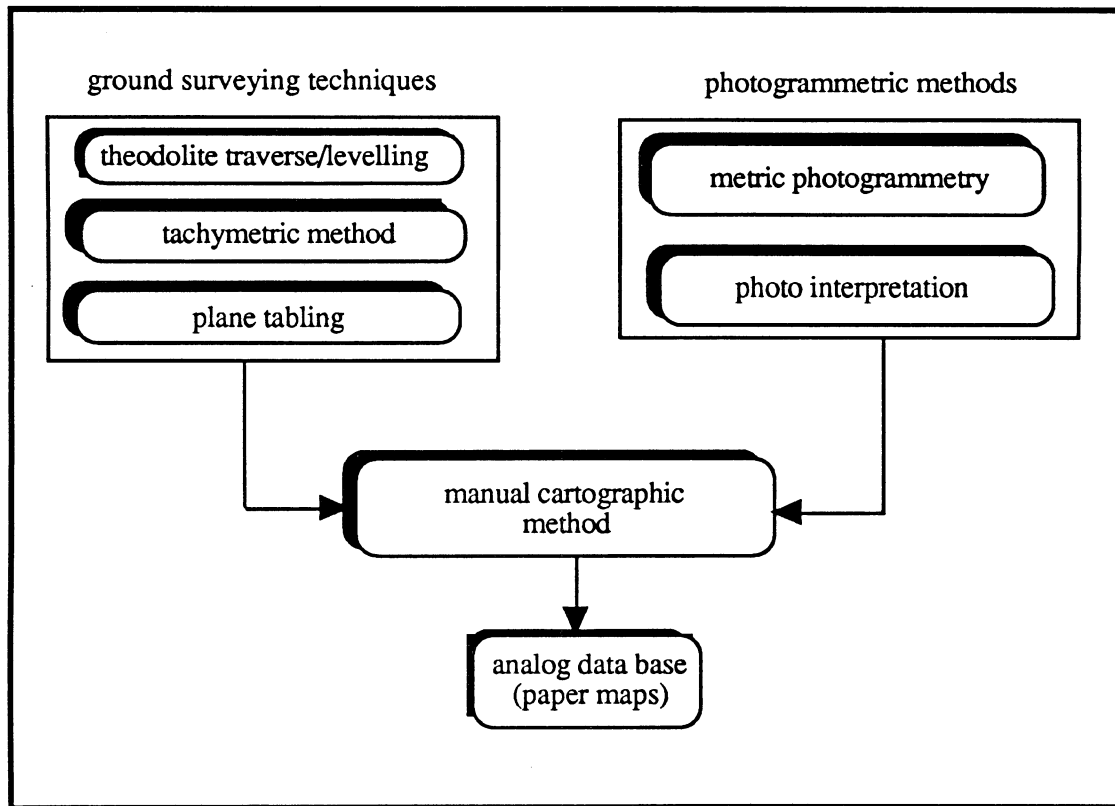 ground surveying techniques
theodolite traverse/levelling
tachymetric method
plane tabling
photogrammetric methods
metric photogrammetry
photo interpretation
manual cartographic
method
analog data base
(paper maps)